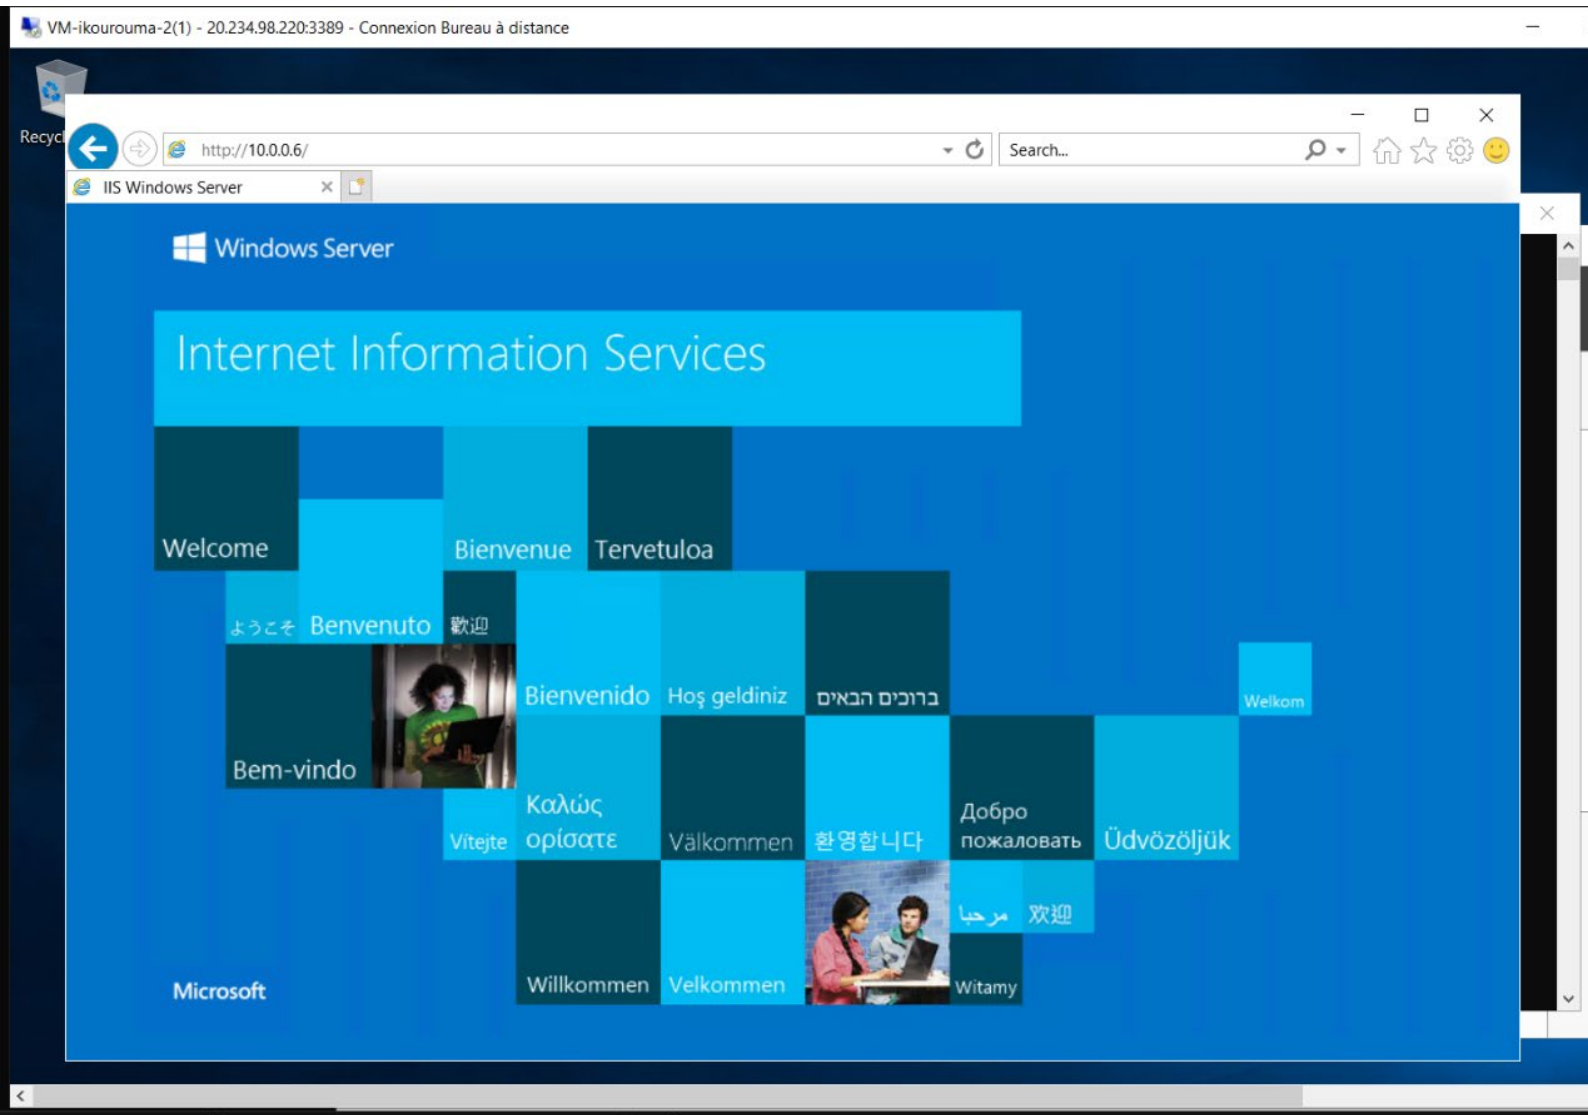 VM-ikourouma-2(1) - 20.234.98.220:3389 - Connexion Bureau à distance
Recycl
http://10.0.0.6/
Search...
IIS Windows Server
Windows Server
Internet Information Services
Welcome
Bienvenue
Tervetuloa
ようこそ
Benvenuto
歡迎
Bienvenido
Hoş geldiniz
ברוכים הבאים
Welkom
Bem-vindo
Vítejte
Καλώς
ορίσατε
Välkommen
환영합니다
Добро
пожаловать
Üdvözöljük
مرحبا
欢迎
Microsoft
Willkommen
Velkommen
Witamy